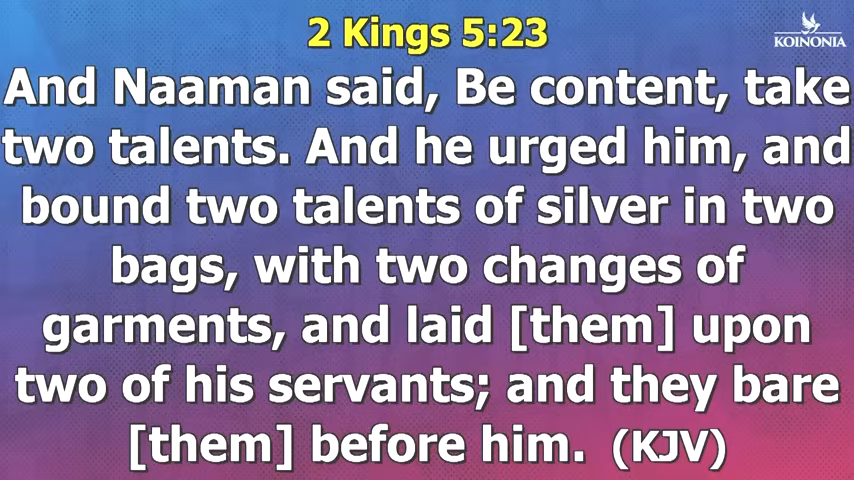 2 Kings 5:23
KOINONIA
And Naaman said, Be content, take
two talents. And he urged him, and
bound two talents of silver in two
bags, with two changes of
garments, and laid [them] upon
two of his servants; and they bare
[them] before him. (KJV)